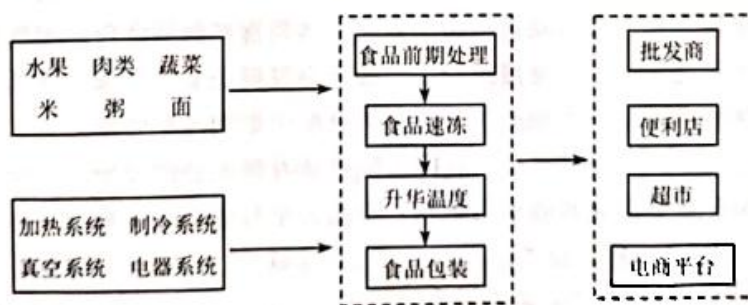 水果 肉类 蔬菜
米 粥 面
加热系统 制冷系统
真空系统 电器系统
食品前期处理
食品速冻
升华温度
食品包装
批发商
便利店
超市
电商平台